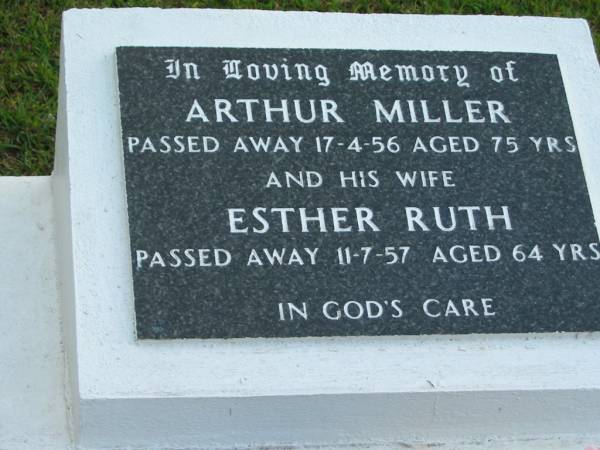 In Loving Memory of
ARTHUR MILLER
PASSED AWAY 17-4-56 AGED 75 YRS
AND HIS WIFE
ESTHER RUTH
PASSED AWAY 11-7-57 AGED 64 YRS
IN GOD'S CARE